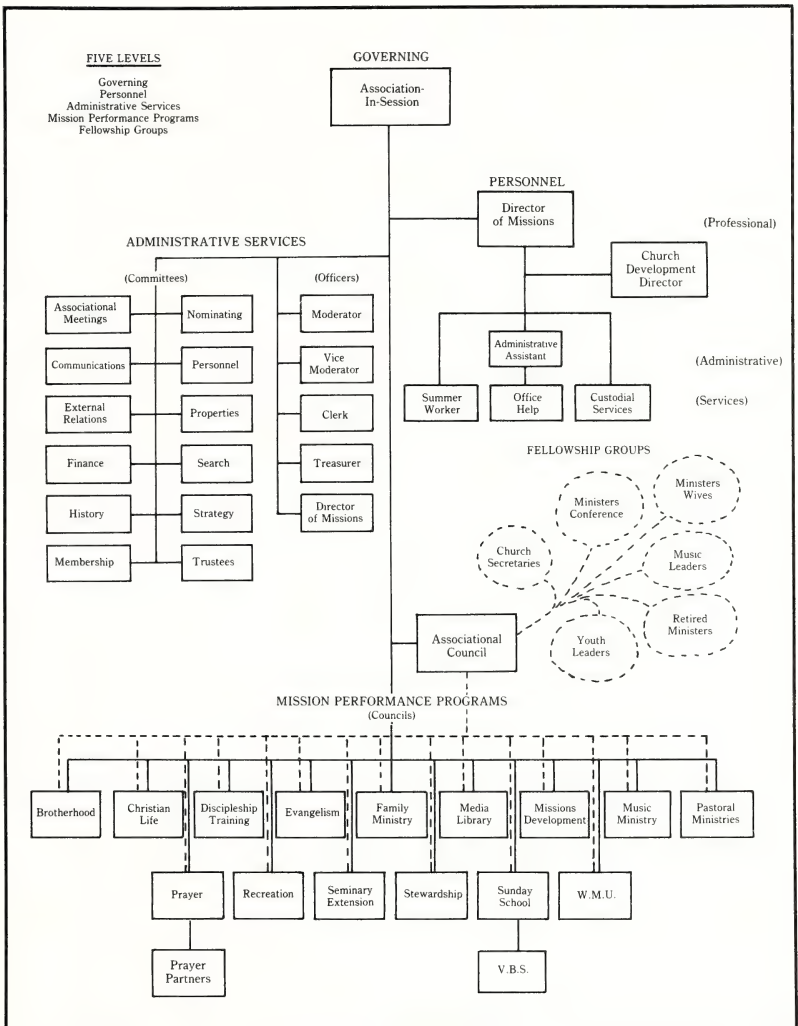 FIVE LEVELS
Governing
Personnel
Administrative Services
Mission Performance Programs
Fellowship Groups
GOVERNING
Association-
In-Session
PERSONNEL
Director
of Missions
(Professional)
Church
Development
Director
Administrative
Assistant
(Administrative)
Summer
Worker
Office
Help
Custodial
Services
(Services)
ADMINISTRATIVE SERVICES
(Committees)
Associational
Meetings
Nominating
Communications
Personnel
External
Relations
Properties
Finance
Search
History
Strategy
Membership
Trustees
(Officers)
Moderator
Vice
Moderator
Clerk
Treasurer
Director
of Missions
FELLOWSHIP GROUPS
Church
Secretaries
Ministers
Conference
Ministers
Wives
Music
Leaders
Retired
Ministers
Youth
Leaders
Associational
Council
MISSION PERFORMANCE PROGRAMS
(Councils)
Brotherhood
Christian
Life
Discipleship
Training
Evangelism
Family
Ministry
Media
Library
Missions
Development
Music
Ministry
Pastoral
Ministries
Prayer
Recreation
Seminary
Extension
Stewardship
Sunday
School
W.M.U.
Prayer
Partners
V.B.S.